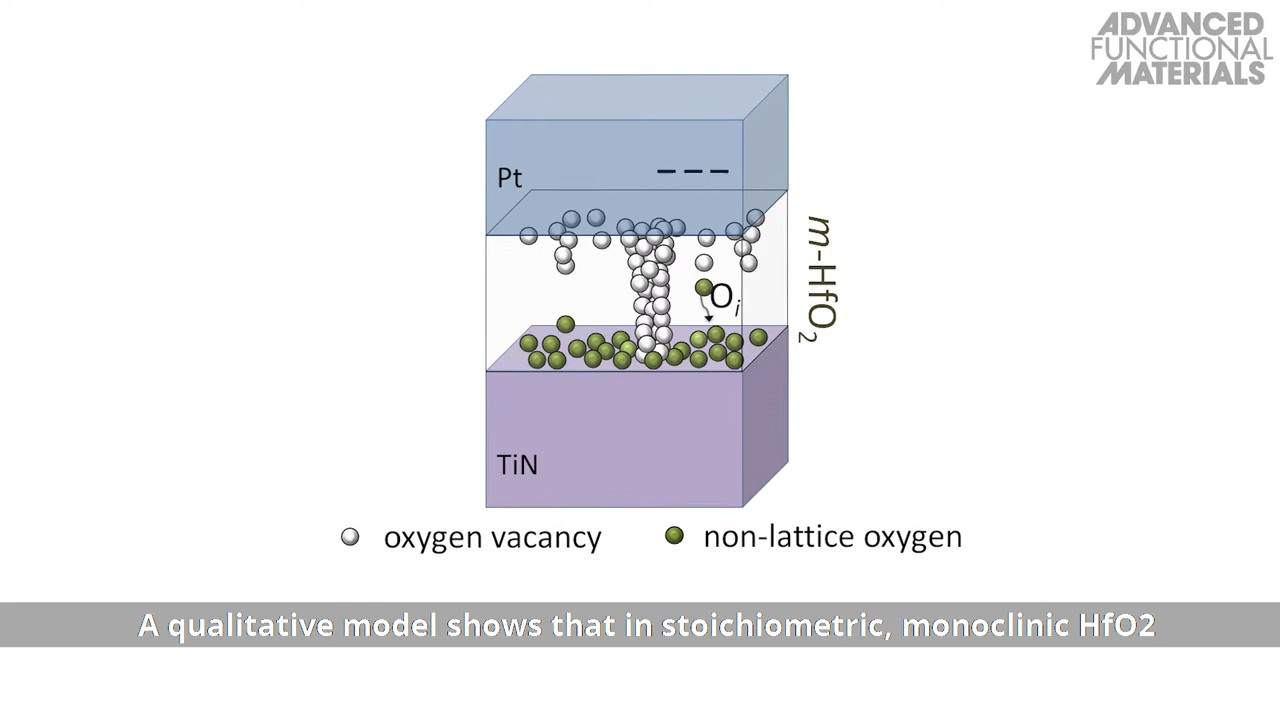 ADVANCED
FUNCTIONAL
MATERIALS
Pt
– – –
m-HfO2
Oi
TiN
oxygen vacancy
non-lattice oxygen
A qualitative model shows that in stoichiometric, monoclinic HfO2